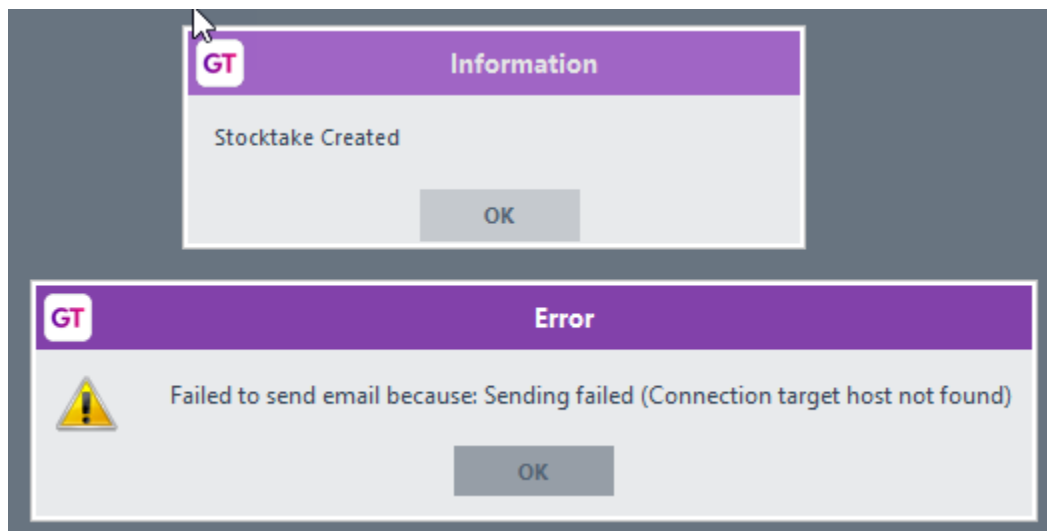 GT
Information
Stocktake Created
OK
GT
Error
Failed to send email because: Sending failed (Connection target host not found)
OK